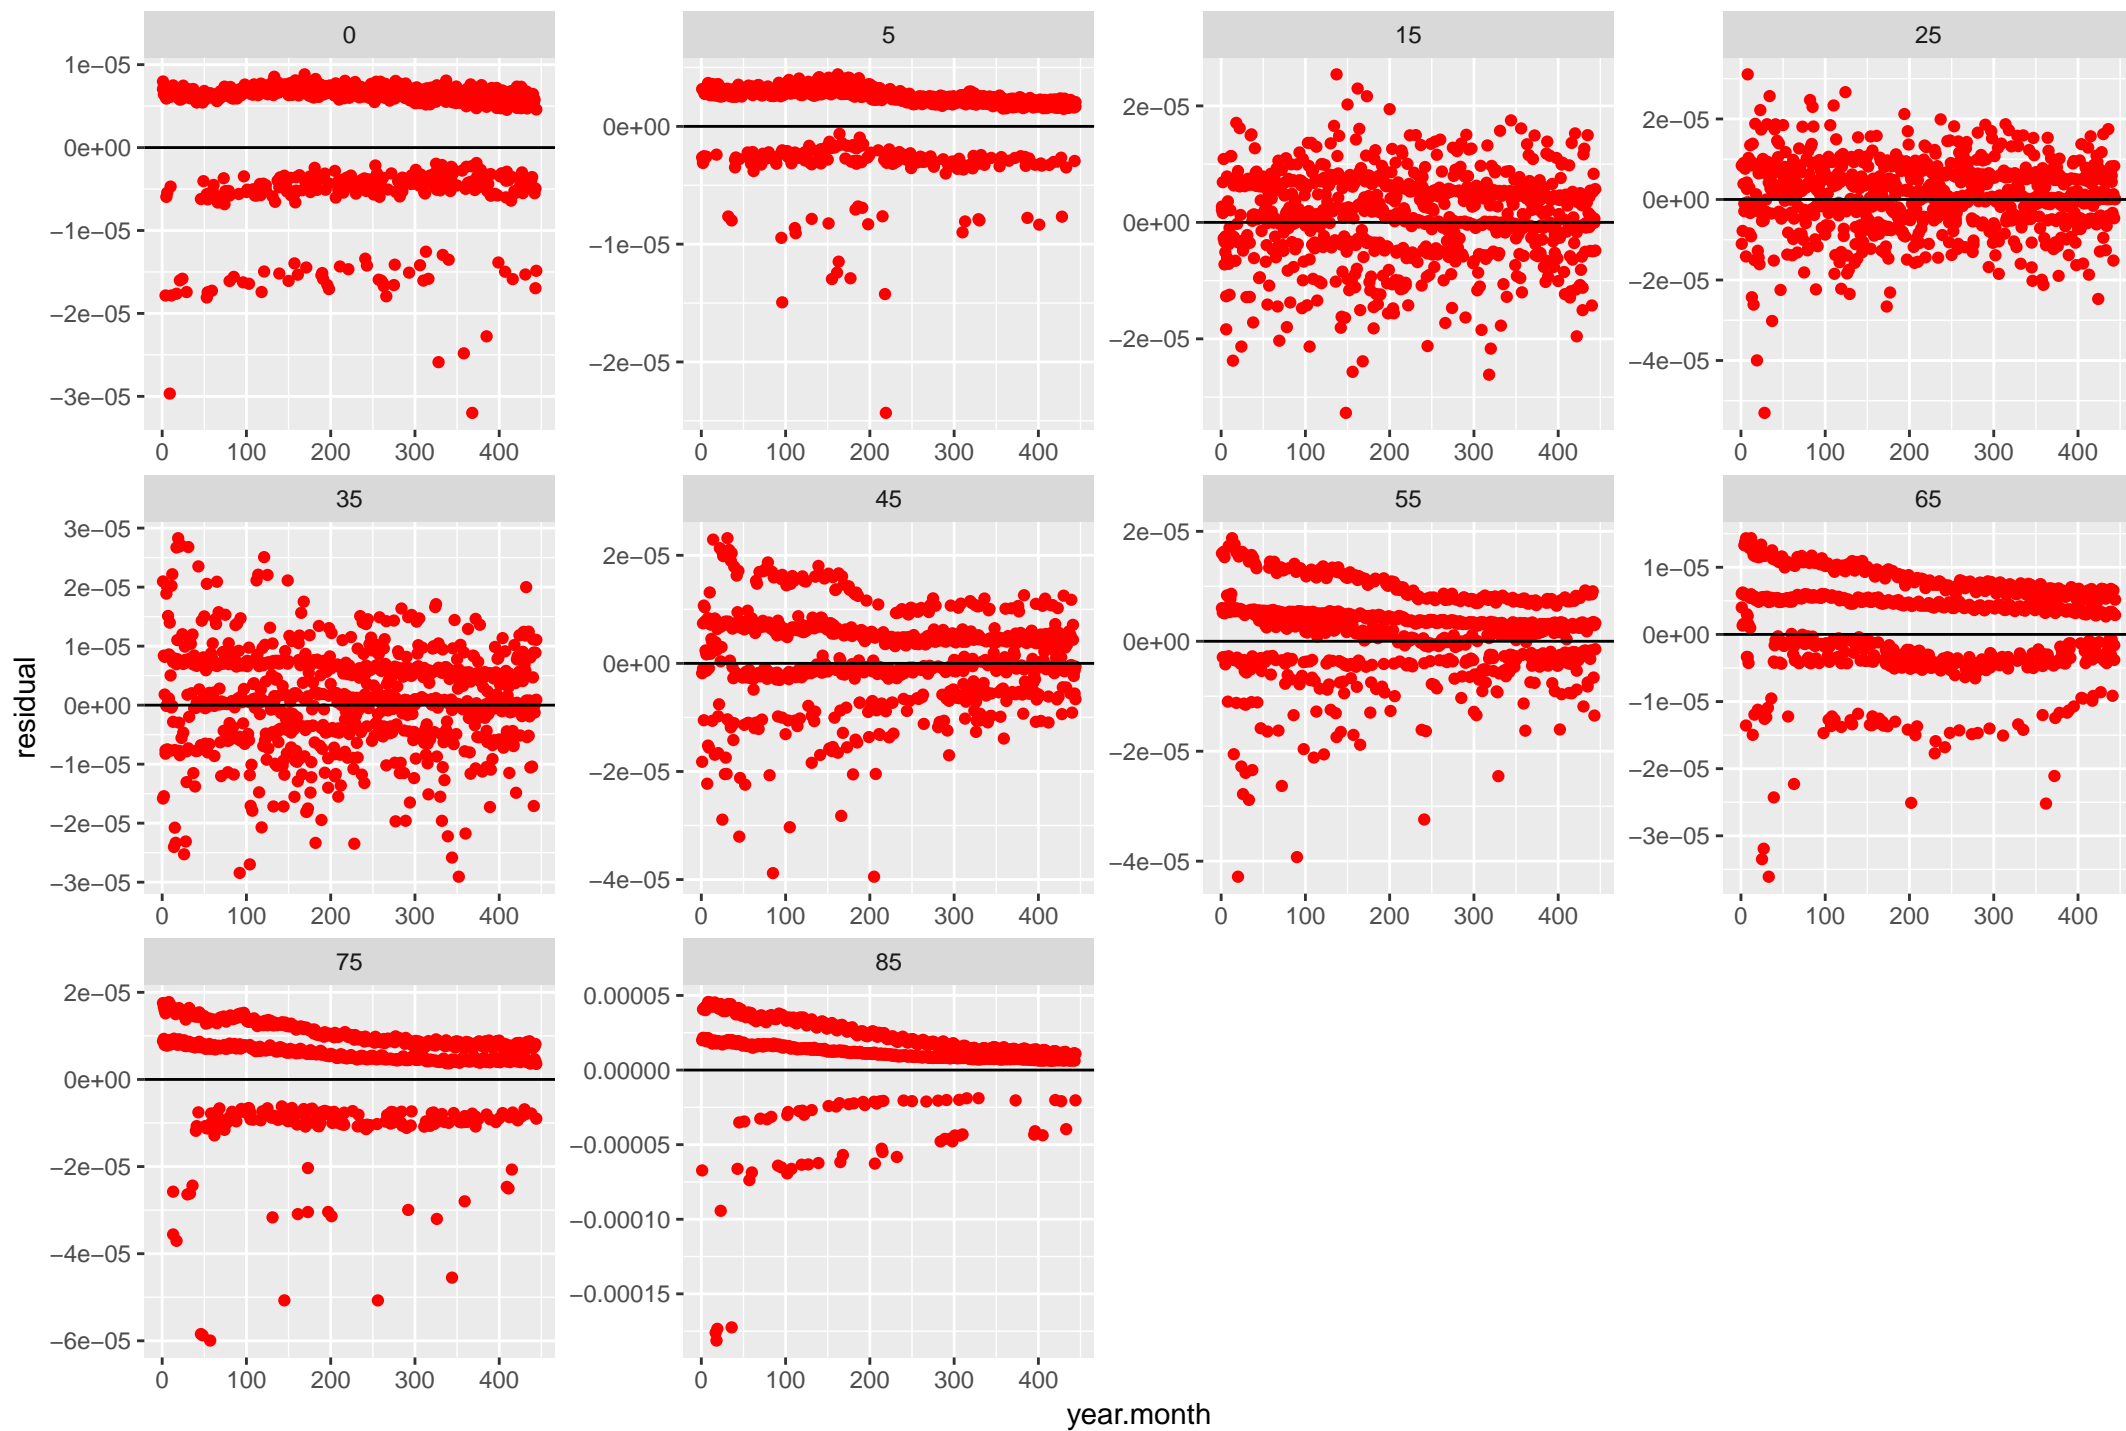 0 5 15 25
1e−05
0e+00
−1e−05
−2e−05
−3e−05
0e+00
−1e−05
−2e−05
2e−05
0e+00
−2e−05
2e−05
0e+00
−2e−05
−4e−05
0 100 200 300 400 0 100 200 300 400 0 100 200 300 400 0 100 200 300 400
35 45 55 65
3e−05
2e−05
1e−05
0e+00
−1e−05
−2e−05
−3e−05
2e−05
0e+00
−2e−05
−4e−05
2e−05
0e+00
−2e−05
−4e−05
1e−05
0e+00
−1e−05
−2e−05
−3e−05
0 100 200 300 400 0 100 200 300 400 0 100 200 300 400 0 100 200 300 400
75 85
2e−05
0e+00
−2e−05
−4e−05
−6e−05
0.00005
0.00000
−0.00005
−0.00010
−0.00015
0 100 200 300 400 0 100 200 300 400
residual
year.month